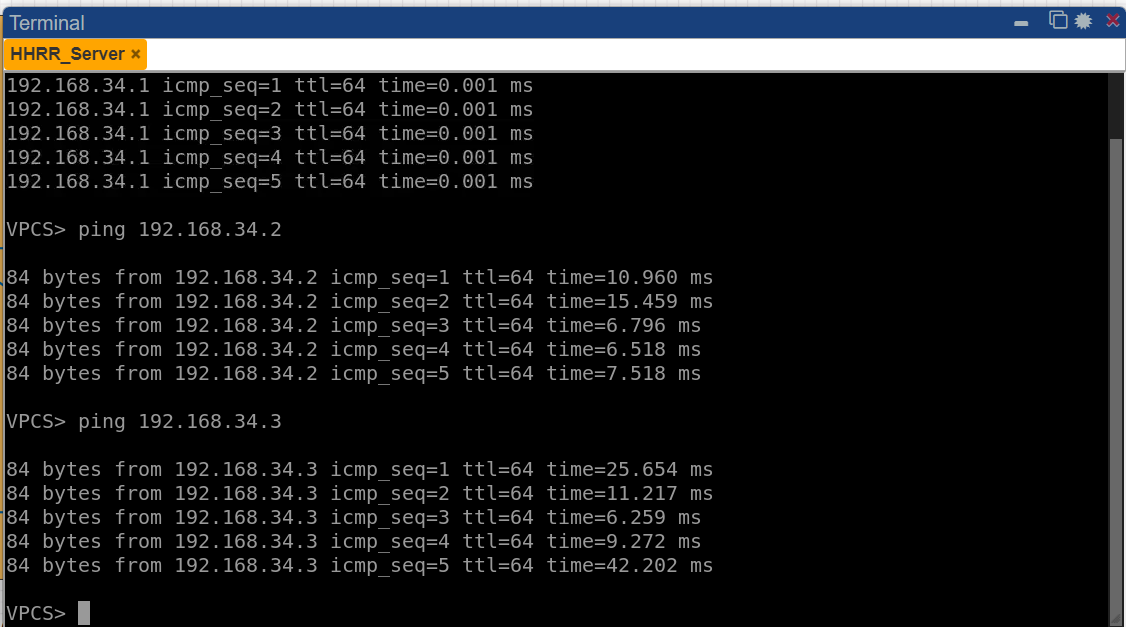 Terminal
HHRR_Server ×
192.168.34.1 icmp_seq=1 ttl=64 time=0.001 ms
192.168.34.1 icmp_seq=2 ttl=64 time=0.001 ms
192.168.34.1 icmp_seq=3 ttl=64 time=0.001 ms
192.168.34.1 icmp_seq=4 ttl=64 time=0.001 ms
192.168.34.1 icmp_seq=5 ttl=64 time=0.001 ms
VPCS> ping 192.168.34.2
84 bytes from 192.168.34.2 icmp_seq=1 ttl=64 time=10.960 ms
84 bytes from 192.168.34.2 icmp_seq=2 ttl=64 time=15.459 ms
84 bytes from 192.168.34.2 icmp_seq=3 ttl=64 time=6.796 ms
84 bytes from 192.168.34.2 icmp_seq=4 ttl=64 time=6.518 ms
84 bytes from 192.168.34.2 icmp_seq=5 ttl=64 time=7.518 ms
VPCS> ping 192.168.34.3
84 bytes from 192.168.34.3 icmp_seq=1 ttl=64 time=25.654 ms
84 bytes from 192.168.34.3 icmp_seq=2 ttl=64 time=11.217 ms
84 bytes from 192.168.34.3 icmp_seq=3 ttl=64 time=6.259 ms
84 bytes from 192.168.34.3 icmp_seq=4 ttl=64 time=9.272 ms
84 bytes from 192.168.34.3 icmp_seq=5 ttl=64 time=42.202 ms
VPCS>